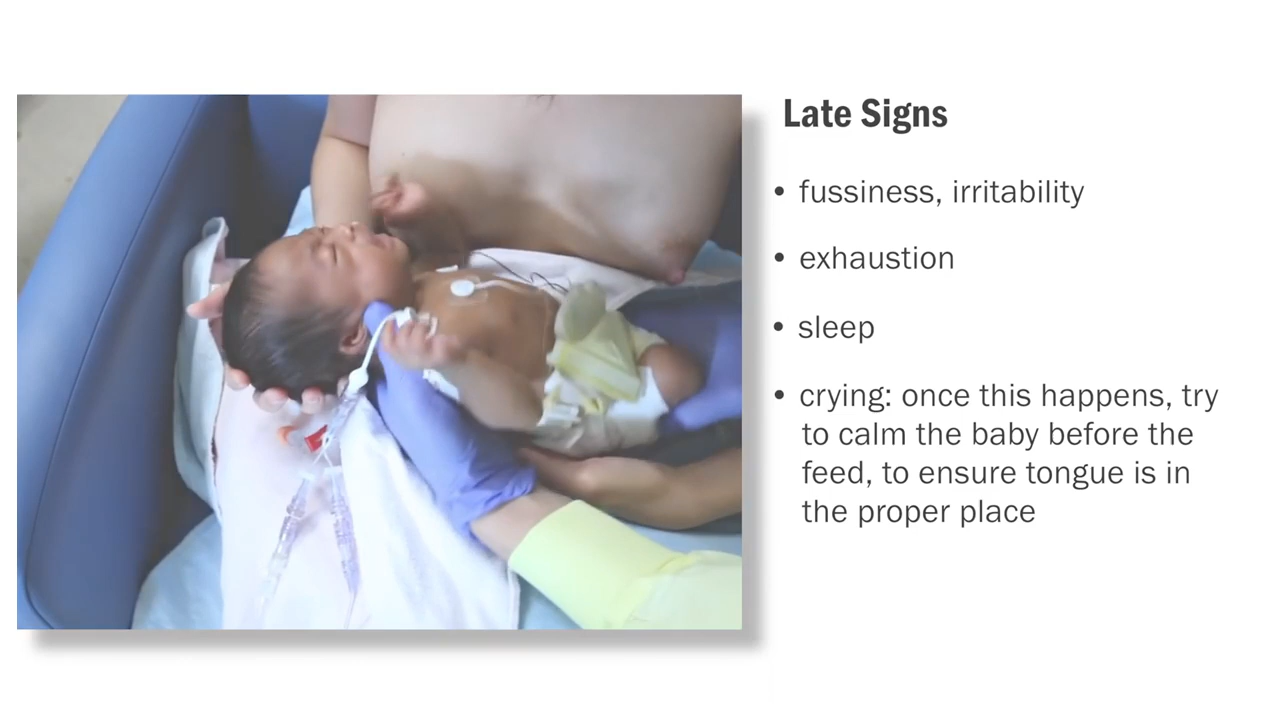 Late Signs
• fussiness, irritability
• exhaustion
• sleep
• crying: once this happens, try
to calm the baby before the
feed, to ensure tongue is in
the proper place